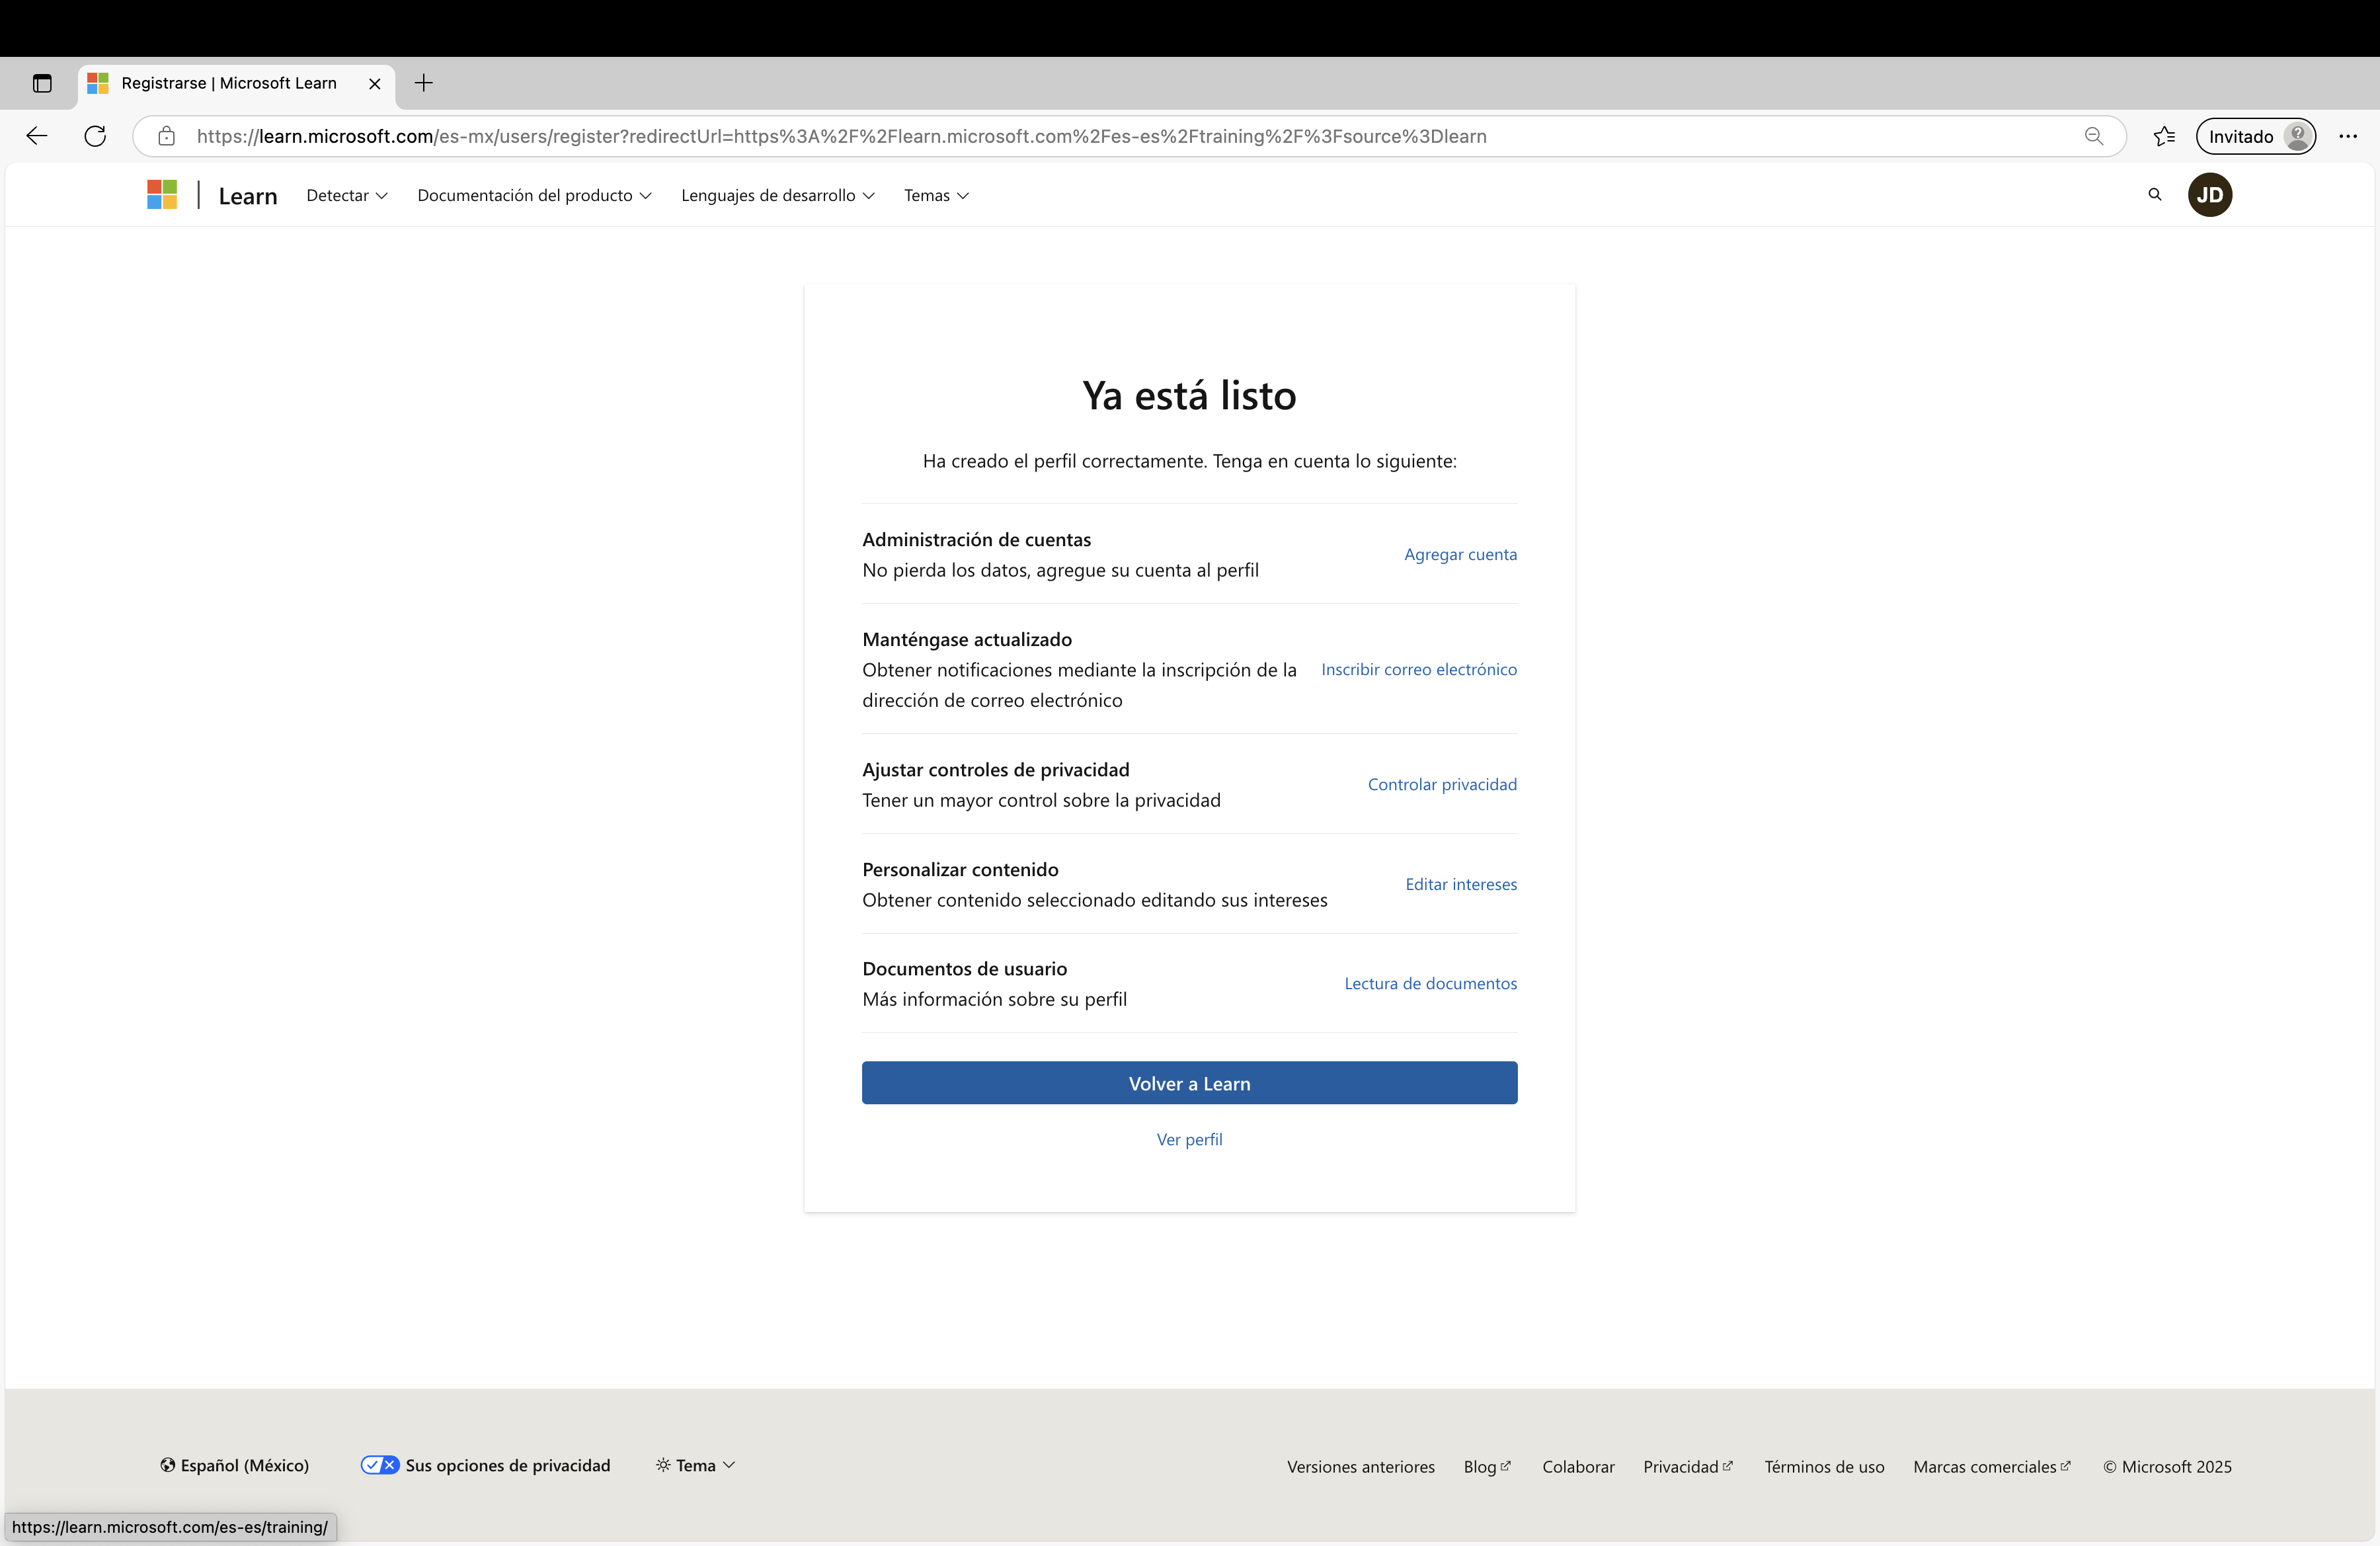 Registrarse | Microsoft Learn
https://learn.microsoft.com/es-mx/users/register?redirectUrl=https%3A%2F%2Flearn.microsoft.com%2Fes-es%2Ftraining%2F%3Fsource%3Dlearn
Invitado
Learn
Detectar
Documentación del producto
Lenguajes de desarrollo
Temas
JD
Ya está listo
Ha creado el perfil correctamente. Tenga en cuenta lo siguiente:
Administración de cuentas
No pierda los datos, agregue su cuenta al perfil
Agregar cuenta
Manténgase actualizado
Obtener notificaciones mediante la inscripción de la
dirección de correo electrónico
Inscribir correo electrónico
Ajustar controles de privacidad
Tener un mayor control sobre la privacidad
Controlar privacidad
Personalizar contenido
Obtener contenido seleccionado editando sus intereses
Editar intereses
Documentos de usuario
Más información sobre su perfil
Lectura de documentos
Volver a Learn
Ver perfil
Español (México)
Sus opciones de privacidad
Tema
Versiones anteriores
Blog
Colaborar
Privacidad
Términos de uso
Marcas comerciales
© Microsoft 2025
https://learn.microsoft.com/es-es/training/